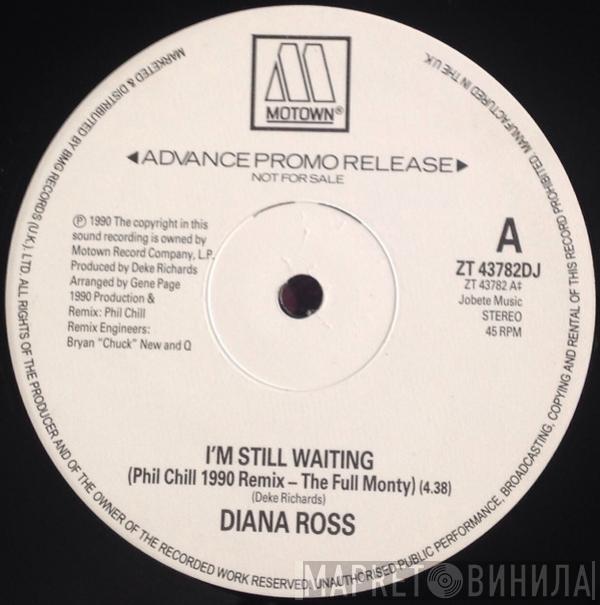 MOTOWN®
◀ADVANCE PROMO RELEASE▶
NOT FOR SALE
℗ 1990 The copyright in this
sound recording is owned by
Motown Record Company, L.P.
Produced by Deke Richards
Arranged by Gene Page
1990 Production &
Remix: Phil Chill
Remix Engineers:
Bryan "Chuck" New and Q
A
ZT 43782DJ
ZT 43782 A‡
Jobete Music
STEREO
45 RPM
I'M STILL WAITING
(Phil Chill 1990 Remix – The Full Monty) (4.38)
(Deke Richards)
DIANA ROSS
MARKETED & DISTRIBUTED BY BMG RECORDS (U.K.), LTD. ALL RIGHTS OF THE PRODUCER AND OF THE OWNER OF THE RECORDED WORK RESERVED. UNAUTHORISED PUBLIC PERFORMANCE, BROADCASTING, COPYING AND RENTAL OF THIS RECORD PROHIBITED. MANUFACTURED IN THE U.K.
МАРКЕТ ВИНИЛА